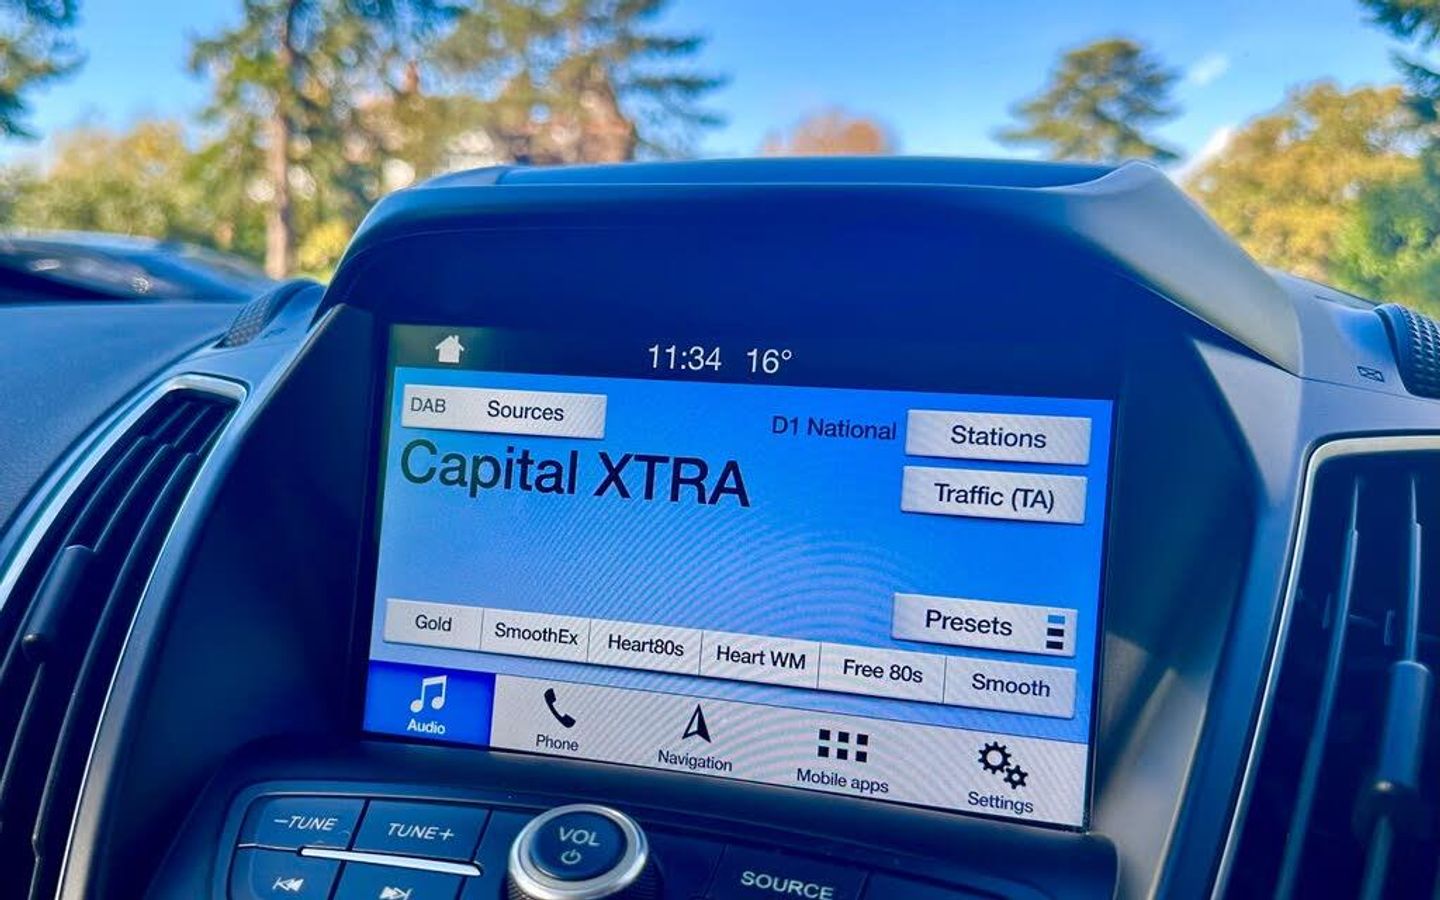 11:34 16°
DAB Sources
D1 National
Stations
Capital XTRA
Traffic (TA)
Presets
Gold
SmoothEx
Heart80s
Heart WM
Free 80s
Smooth
Audio
Phone
Navigation
Mobile apps
Settings
–TUNE
TUNE+
VOL
SOURCE